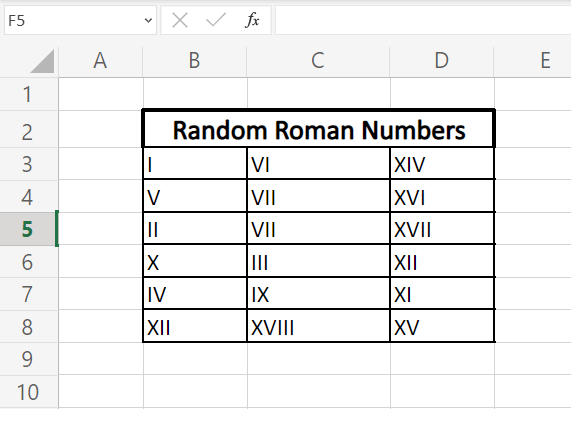 F5 fx
A B C D E
1
2 Random Roman Numbers
3 I VI XIV
4 V VII XVI
5 II VII XVII
6 X III XII
7 IV IX XI
8 XII XVIII XV
9
10